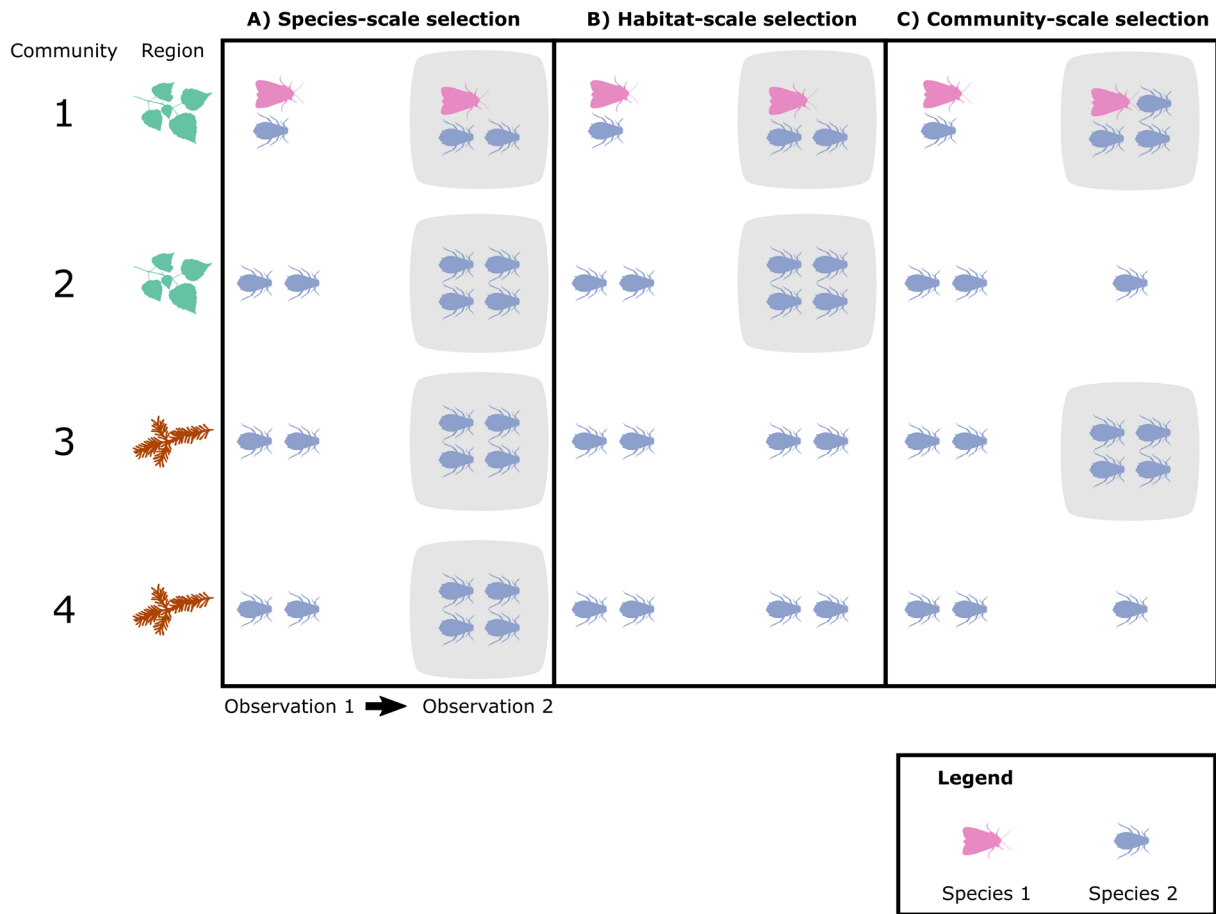 A) Species-scale selection
B) Habitat-scale selection
C) Community-scale selection
Community
Region
1
2
3
4
Observation 1
Observation 2
Legend
Species 1
Species 2